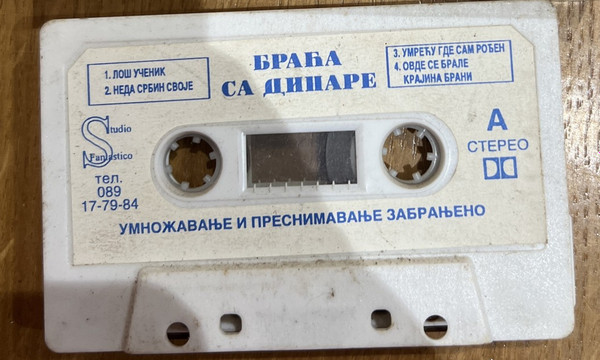 БРАЋА
СА ДИНАРЕ
1. ЛОШ УЧЕНИК
2. НЕДА СРБИН СВОЈЕ
3. УМРЕЋУ ГДЕ САМ РОЂЕН
4. ОВДЕ СЕ БРАЛЕ
КРАЈИНА БРАНИ
Studio
Fantastico
тел.
089
17-79-84
A
СТЕРЕО
УМНОЖАВАЊЕ И ПРЕСНИМАВАЊЕ ЗАБРАЊЕНО